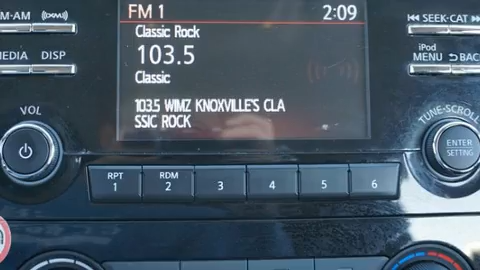 FM 1 2:09
Classic Rock
103.5
Classic
103.5 WIMZ KNOXVILLE'S CLA
SSIC ROCK
M·AM ((XM)) SEEK·CAT
MEDIA DISP
iPod
MENU BACK
VOL TUNE·SCROLL
ENTER
SETTING
RPT RDM
1 2 3 4 5 6